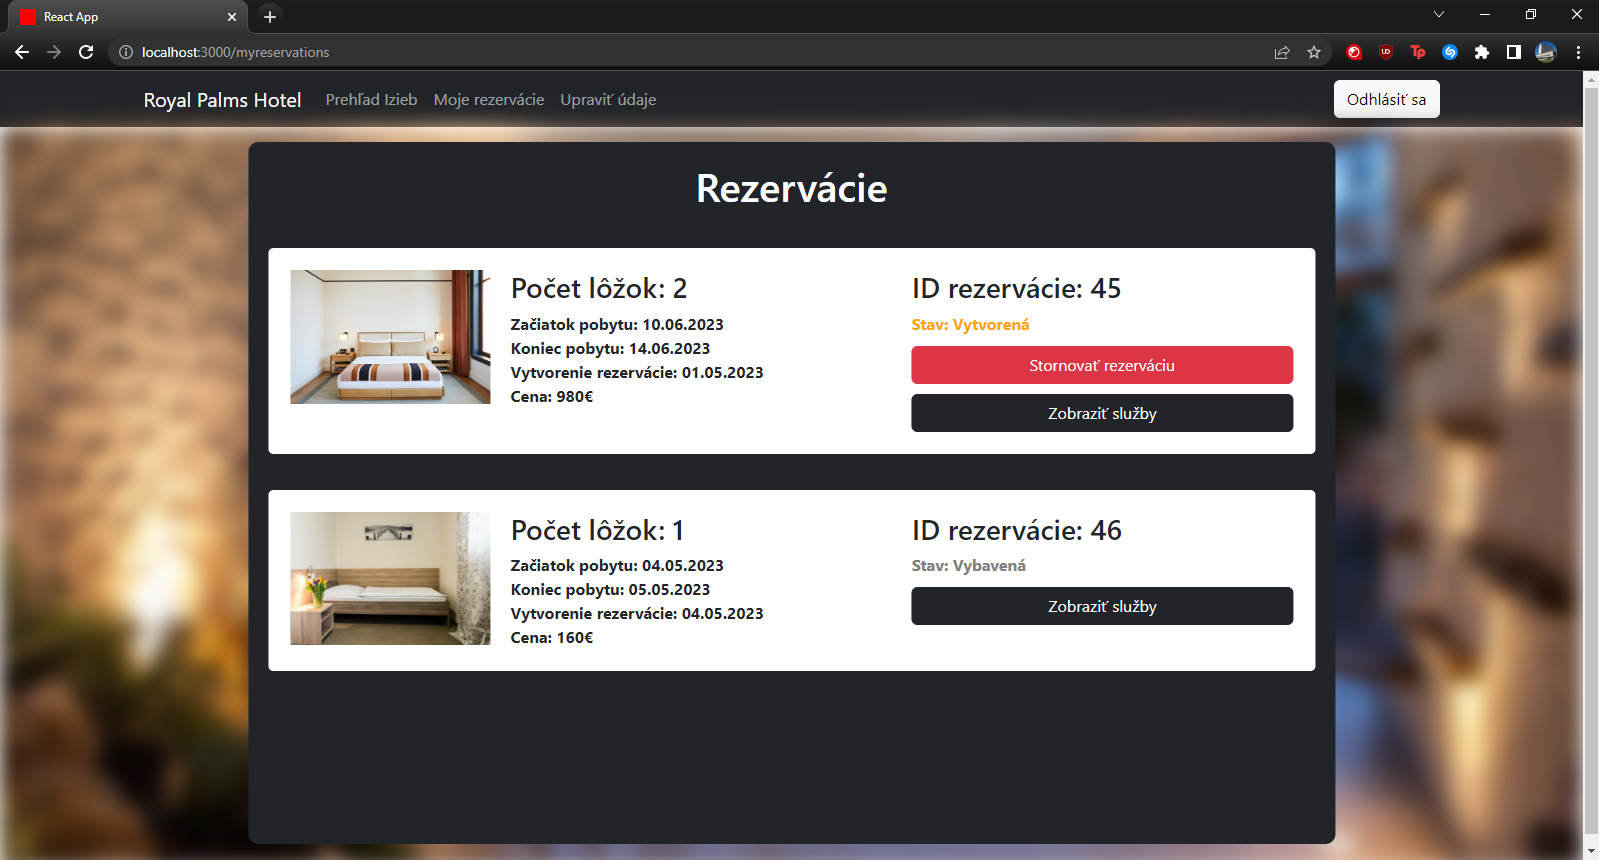 React App
localhost:3000/myreservations
Royal Palms Hotel Prehľad Izieb Moje rezervácie Upraviť údaje Odhlásiť sa
Rezervácie
Počet lôžok: 2
Začiatok pobytu: 10.06.2023
Koniec pobytu: 14.06.2023
Vytvorenie rezervácie: 01.05.2023
Cena: 980€
ID rezervácie: 45
Stav: Vytvorená
Stornovať rezerváciu
Zobraziť služby
Počet lôžok: 1
Začiatok pobytu: 04.05.2023
Koniec pobytu: 05.05.2023
Vytvorenie rezervácie: 04.05.2023
Cena: 160€
ID rezervácie: 46
Stav: Vybavená
Zobraziť služby